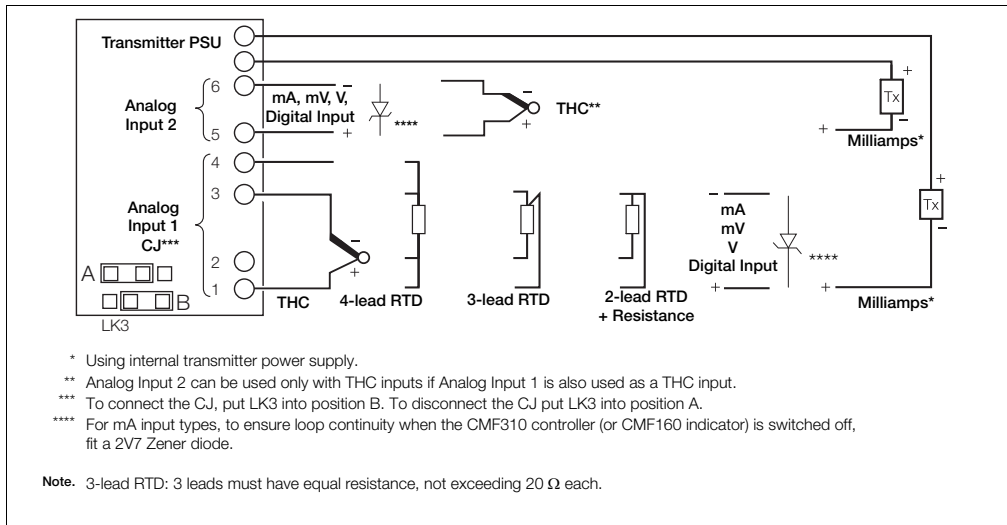 Transmitter PSU
6
Analog
Input 2
5
mA, mV, V,
Digital Input
−
+
****
−
+
THC**
+
Tx
−
+
Milliamps*
4
3
Analog
Input 1
CJ***
2
1
A
B
LK3
−
+
THC
4-lead RTD
3-lead RTD
2-lead RTD
+ Resistance
−
mA
mV
V
Digital Input
+
****
+
Tx
−
+
Milliamps*
* Using internal transmitter power supply.
** Analog Input 2 can be used only with THC inputs if Analog Input 1 is also used as a THC input.
*** To connect the CJ, put LK3 into position B. To disconnect the CJ put LK3 into position A.
**** For mA input types, to ensure loop continuity when the CMF310 controller (or CMF160 indicator) is switched off,
fit a 2V7 Zener diode.
Note. 3-lead RTD: 3 leads must have equal resistance, not exceeding 20 Ω each.